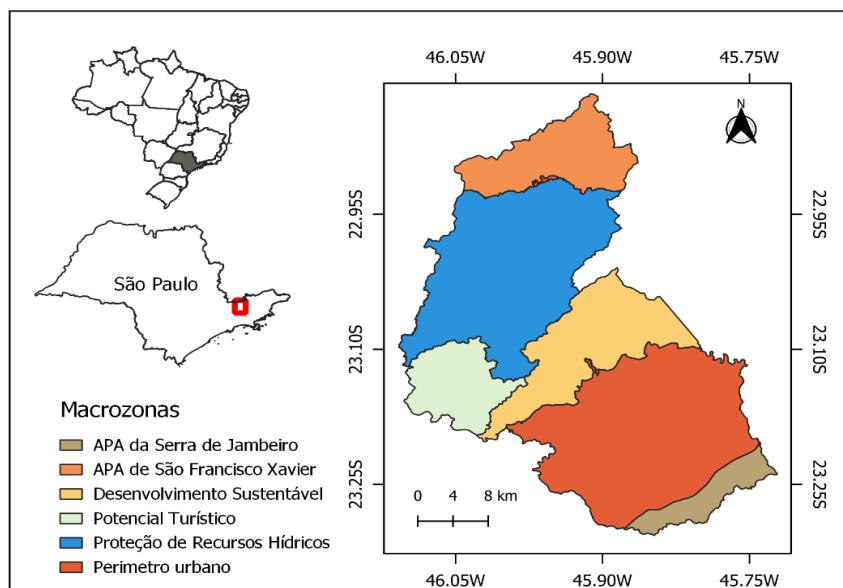 46.05W 45.90W 45.75W
N
São Paulo
22.95S 22.95S
23.10S 23.10S
23.25S 23.25S
Macrozonas
APA da Serra de Jambeiro
APA de São Francisco Xavier
Desenvolvimento Sustentável
Potencial Turístico
Proteção de Recursos Hídricos
Perimetro urbano
0 4 8 km
46.05W 45.90W 45.75W